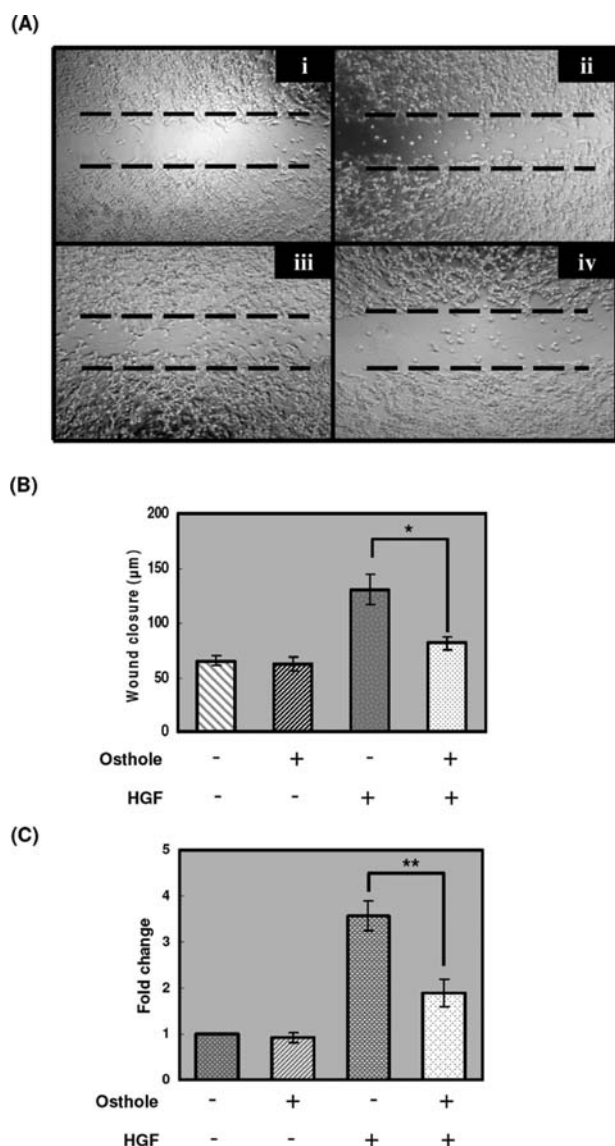 (A)
i
ii
iii
iv
(B)
Wound closure (μm)
200
150
100
50
0
*
Osthole - + - +
HGF - - + +
(C)
Fold change
5
4
3
2
1
0
**
Osthole - + - +
HGF - - + +